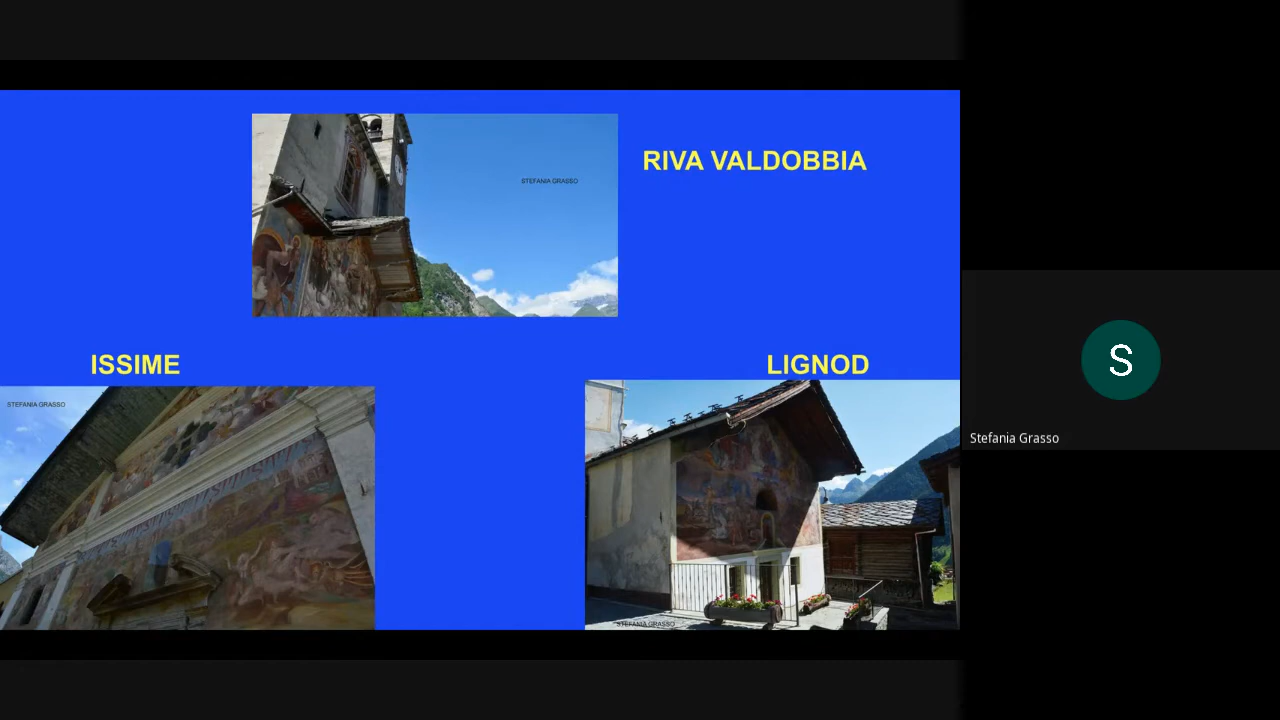 STEFANIA GRASSO
RIVA VALDOBBIA
ISSIME
LIGNOD
STEFANIA GRASSO
STEFANIA GRASSO
S
Stefania Grasso